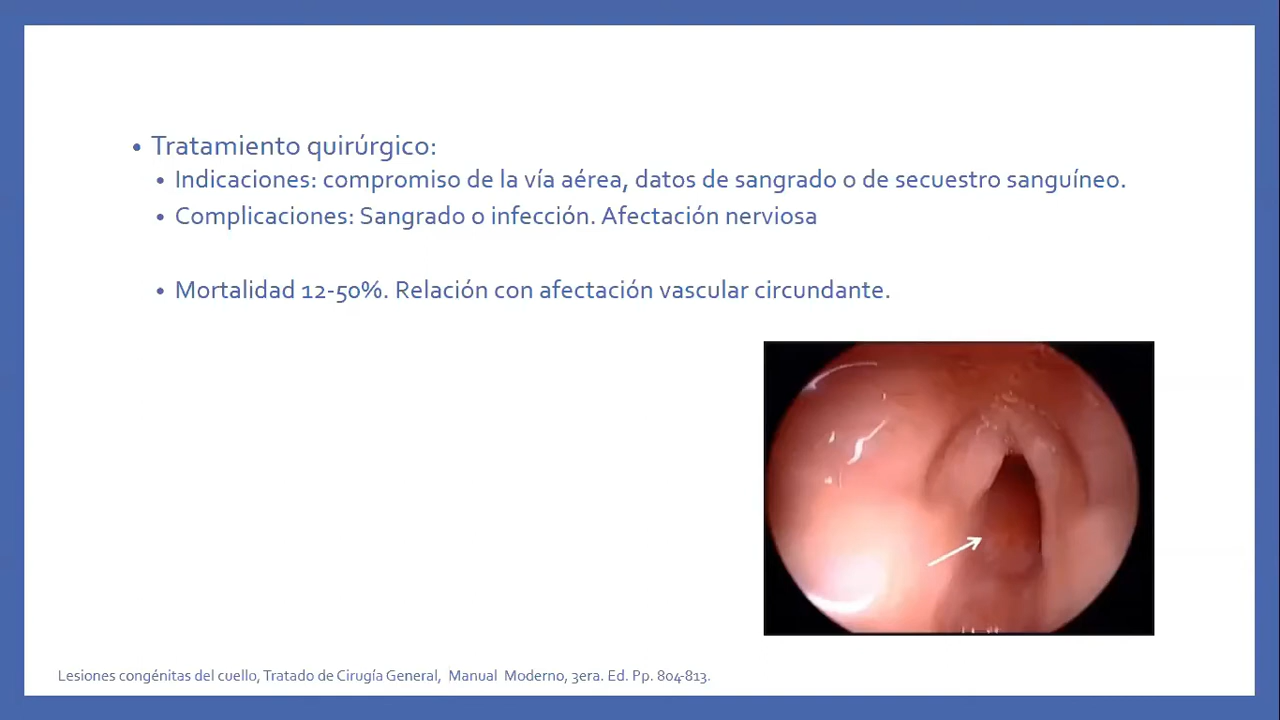 • Tratamiento quirúrgico:
• Indicaciones: compromiso de la vía aérea, datos de sangrado o de secuestro sanguíneo.
• Complicaciones: Sangrado o infección. Afectación nerviosa
• Mortalidad 12-50%. Relación con afectación vascular circundante.
Lesiones congénitas del cuello, Tratado de Cirugía General, Manual Moderno, 3era. Ed. Pp. 804-813.